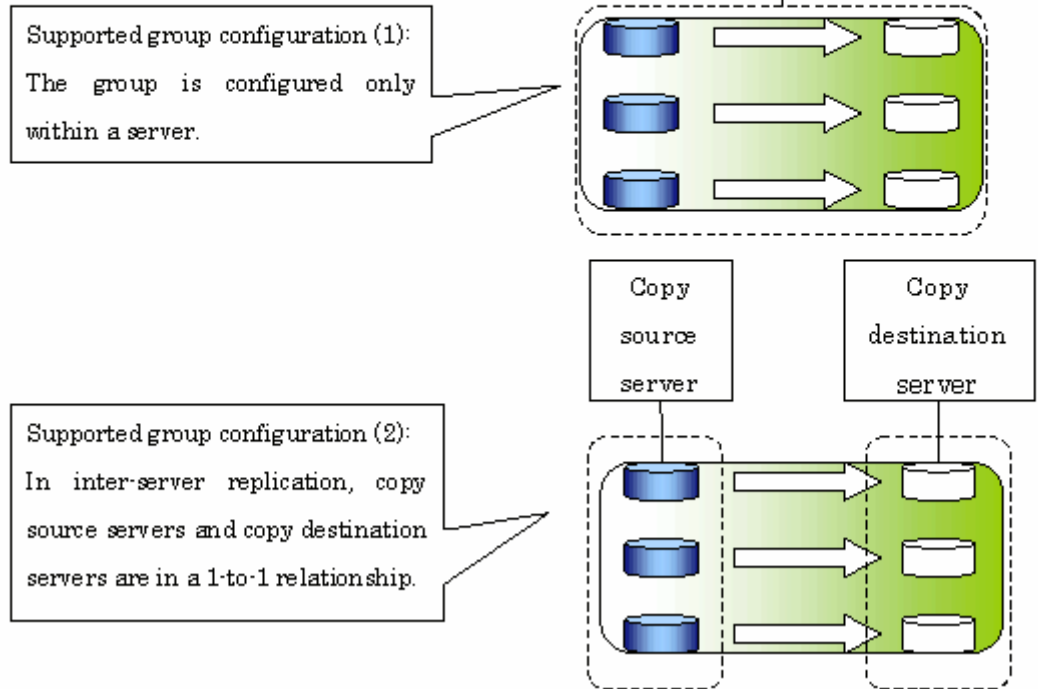 Supported group configuration (1):
The group is configured only
within a server.
Copy
source
server
Copy
destination
server
Supported group configuration (2):
In inter-server replication, copy
source servers and copy destination
servers are in a 1-to-1 relationship.